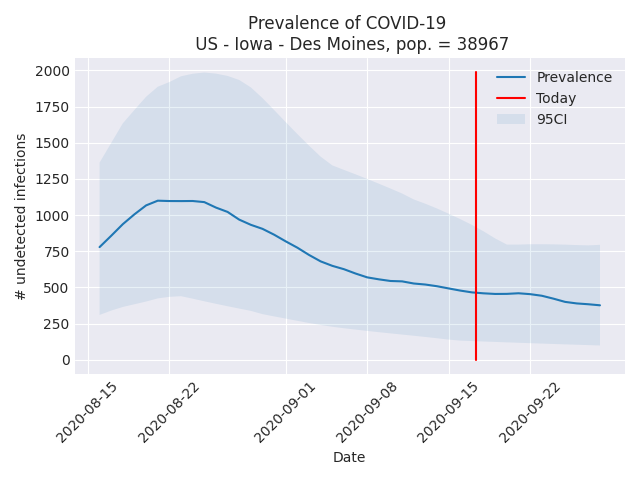 Prevalence of COVID-19
US - Iowa - Des Moines, pop. = 38967
2000
1750
1500
1250
1000
750
500
250
0
# undetected infections
Prevalence
Today
95CI
2020-08-15
2020-08-22
2020-09-01
2020-09-08
2020-09-15
2020-09-22
Date